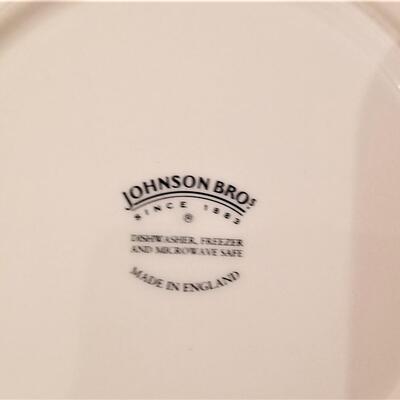 JOHNSON BROS
SINCE 1883
®
DISHWASHER, FREEZER
AND MICROWAVE SAFE
MADE IN ENGLAND